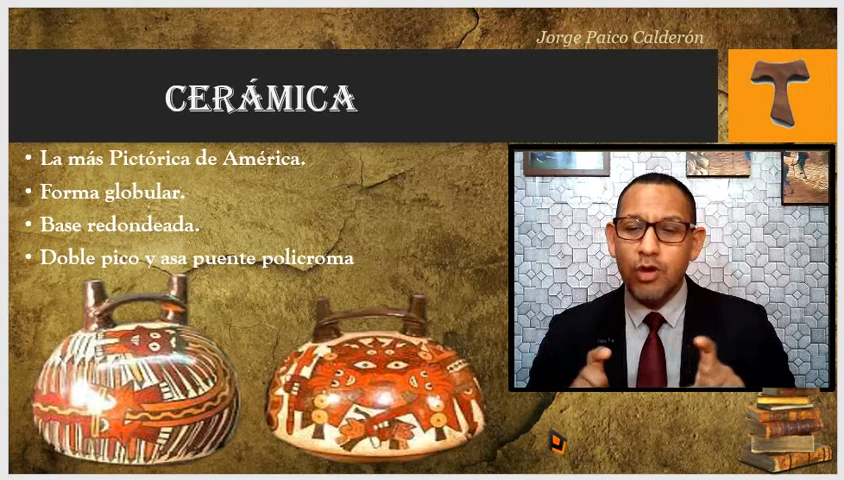 Jorge Paico Calderón
CERÁMICA
• La más Pictórica de América.
• Forma globular.
• Base redondeada.
• Doble pico y asa puente policroma